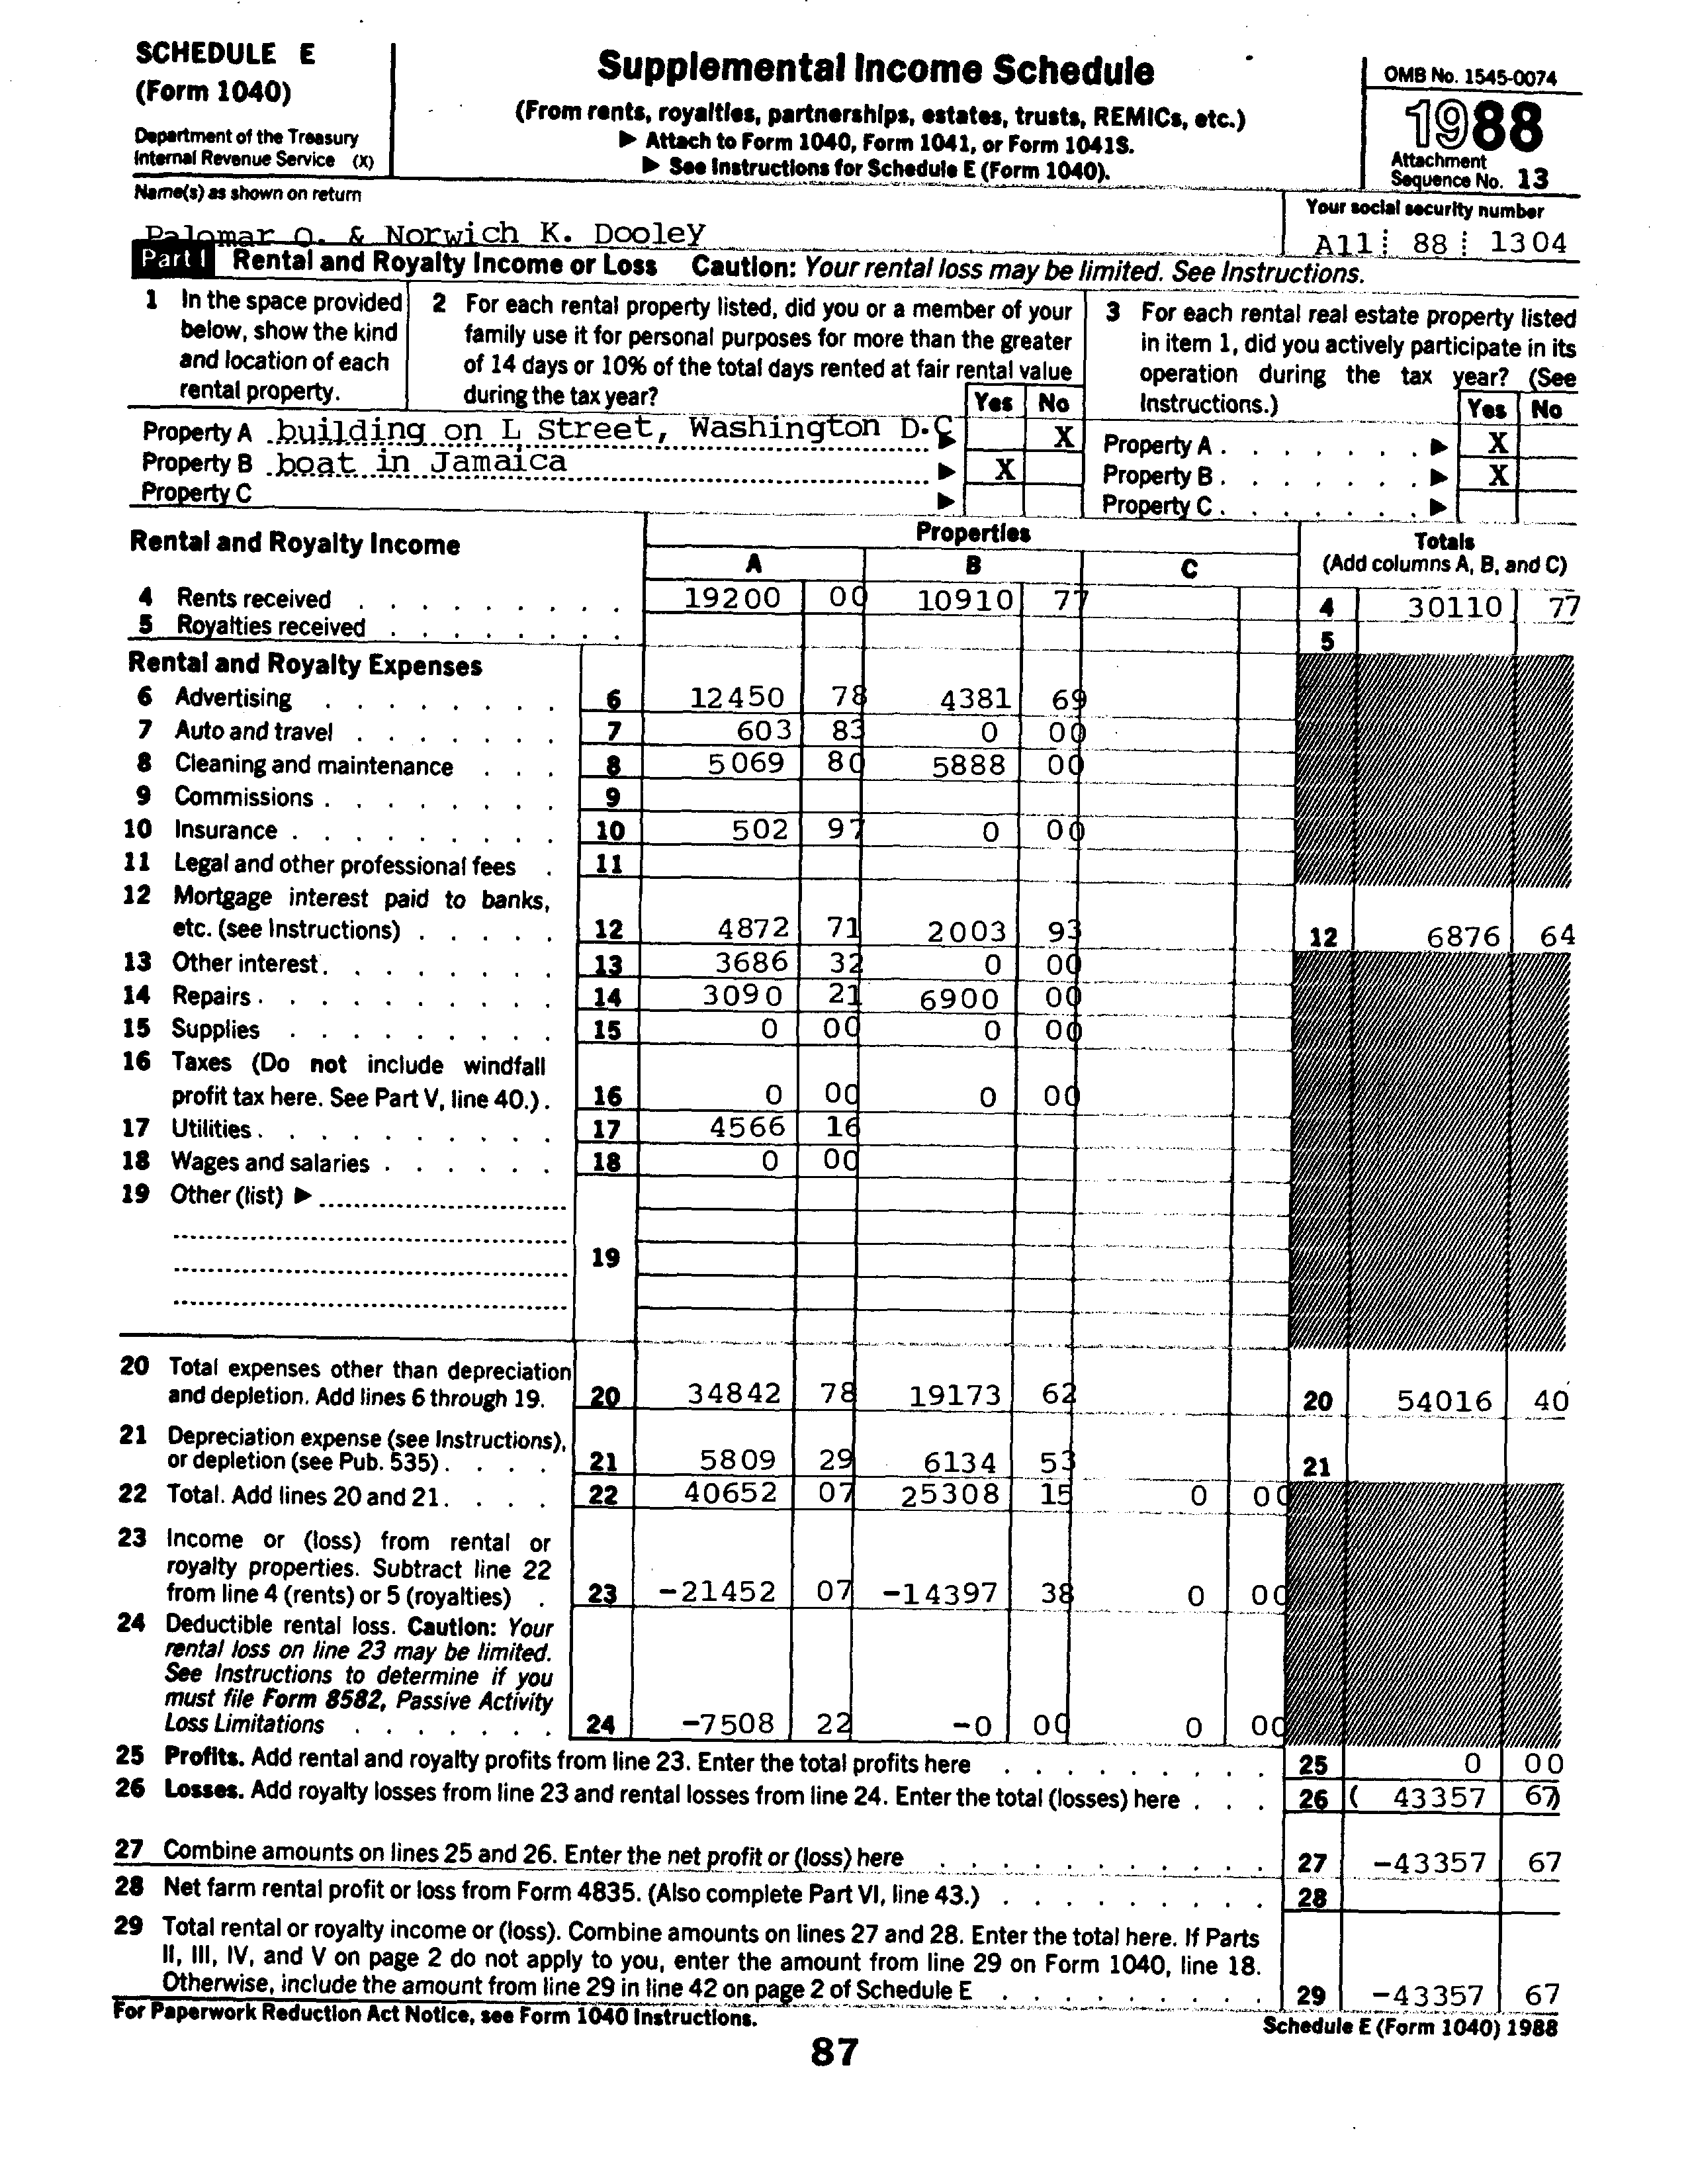 SCHEDULE E
(Form 1040)
Department of the Treasury
Internal Revenue Service (X)
Supplemental Income Schedule
(From rents, royalties, partnerships, estates, trusts, REMICs, etc.)
▶ Attach to Form 1040, Form 1041, or Form 1041S.
▶ See Instructions for Schedule E (Form 1040).
OMB No. 1545-0074
1988
Attachment
Sequence No. 13
Name(s) as shown on return
Palomar O. & Norwich K. Dooley
Your social security number
A11 88 1304
Part I Rental and Royalty Income or Loss Caution: Your rental loss may be limited. See Instructions.
1 In the space provided
below, show the kind
and location of each
rental property.
2 For each rental property listed, did you or a member of your
family use it for personal purposes for more than the greater
of 14 days or 10% of the total days rented at fair rental value
during the tax year? Yes No
3 For each rental real estate property listed
in item 1, did you actively participate in its
operation during the tax year? (See
Instructions.) Yes No
Property A building on L Street, Washington D.C ▶ X Property A . . . . . . . ▶ X
Property B boat in Jamaica ▶ X Property B . . . . . . . ▶ X
Property C ▶ Property C . . . . . . . ▶
Rental and Royalty Income Properties Totals
A B C (Add columns A, B, and C)
4 Rents received . . . . . . . . . 19200 00 10910 77 4 30110 77
5 Royalties received . . . . . . . . 5
Rental and Royalty Expenses
6 Advertising . . . . . . . . 6 12450 78 4381 69
7 Auto and travel . . . . . . . 7 603 83 0 00
8 Cleaning and maintenance . . . 8 5069 80 5888 00
9 Commissions . . . . . . . . 9
10 Insurance . . . . . . . . . 10 502 97 0 00
11 Legal and other professional fees . 11
12 Mortgage interest paid to banks,
etc. (see Instructions) . . . . . 12 4872 71 2003 93 12 6876 64
13 Other interest . . . . . . . . 13 3686 32 0 00
14 Repairs . . . . . . . . . . 14 3090 21 6900 00
15 Supplies . . . . . . . . . 15 0 00 0 00
16 Taxes (Do not include windfall
profit tax here. See Part V, line 40.) . 16 0 00 0 00
17 Utilities . . . . . . . . . . 17 4566 16
18 Wages and salaries . . . . . . 18 0 00
19 Other (list) ▶
19
20 Total expenses other than depreciation
and depletion. Add lines 6 through 19. 20 34842 78 19173 62 20 54016 40
21 Depreciation expense (see Instructions),
or depletion (see Pub. 535) . . . . 21 5809 29 6134 53 21
22 Total. Add lines 20 and 21 . . . . 22 40652 07 25308 15 0 00
23 Income or (loss) from rental or
royalty properties. Subtract line 22
from line 4 (rents) or 5 (royalties) . 23 -21452 07 -14397 38 0 00
24 Deductible rental loss. Caution: Your
rental loss on line 23 may be limited.
See Instructions to determine if you
must file Form 8582, Passive Activity
Loss Limitations . . . . . . . 24 -7508 22 -0 00 0 00
25 Profits. Add rental and royalty profits from line 23. Enter the total profits here . . . . . . . . . 25 0 00
26 Losses. Add royalty losses from line 23 and rental losses from line 24. Enter the total (losses) here . . . 26 ( 43357 67)
27 Combine amounts on lines 25 and 26. Enter the net profit or (loss) here . . . . . . . . . . . 27 -43357 67
28 Net farm rental profit or loss from Form 4835. (Also complete Part VI, line 43.) . . . . . . . . . 28
29 Total rental or royalty income or (loss). Combine amounts on lines 27 and 28. Enter the total here. If Parts
II, III, IV, and V on page 2 do not apply to you, enter the amount from line 29 on Form 1040, line 18.
Otherwise, include the amount from line 29 in line 42 on page 2 of Schedule E . . . . . . . . . 29 -43357 67
For Paperwork Reduction Act Notice, see Form 1040 Instructions. Schedule E (Form 1040) 1988
87